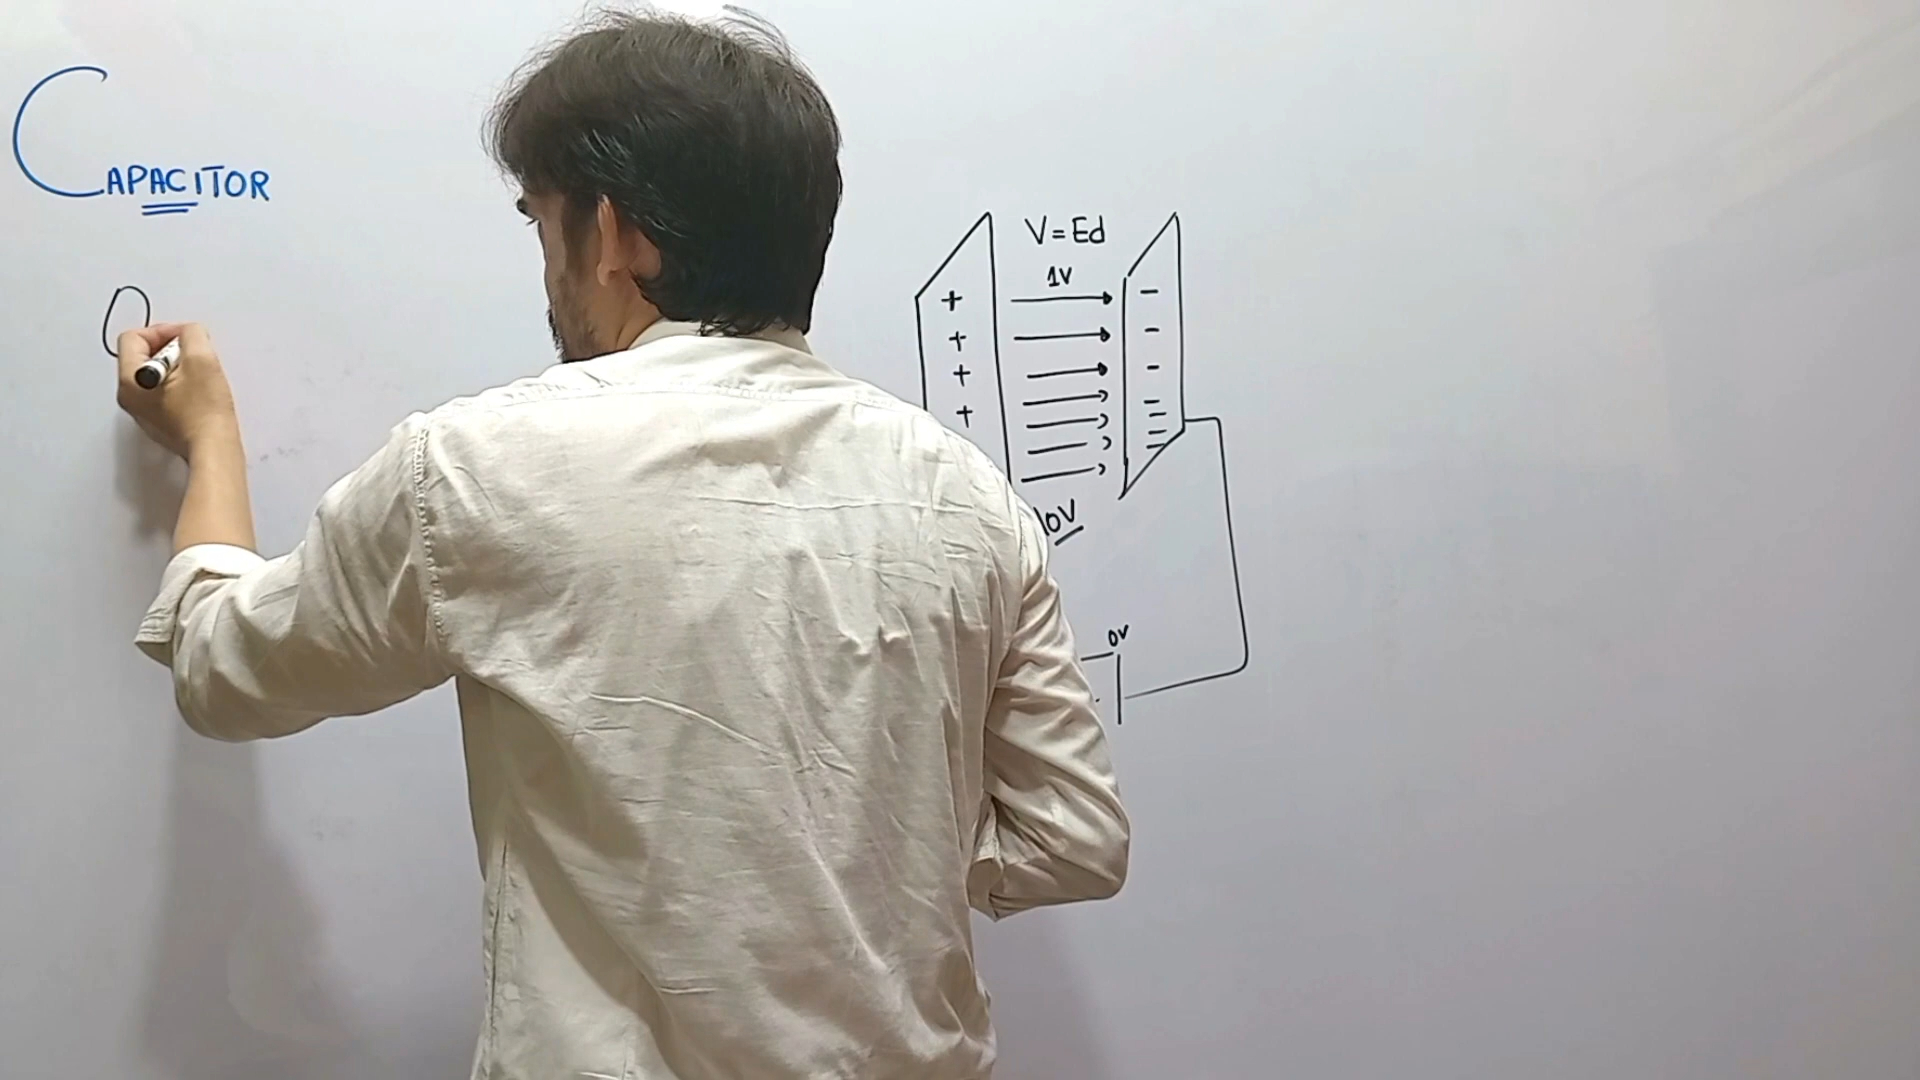 CAPACITOR
V=Ed
1V
+ -
+ -
+ -
+ -
10V
0V